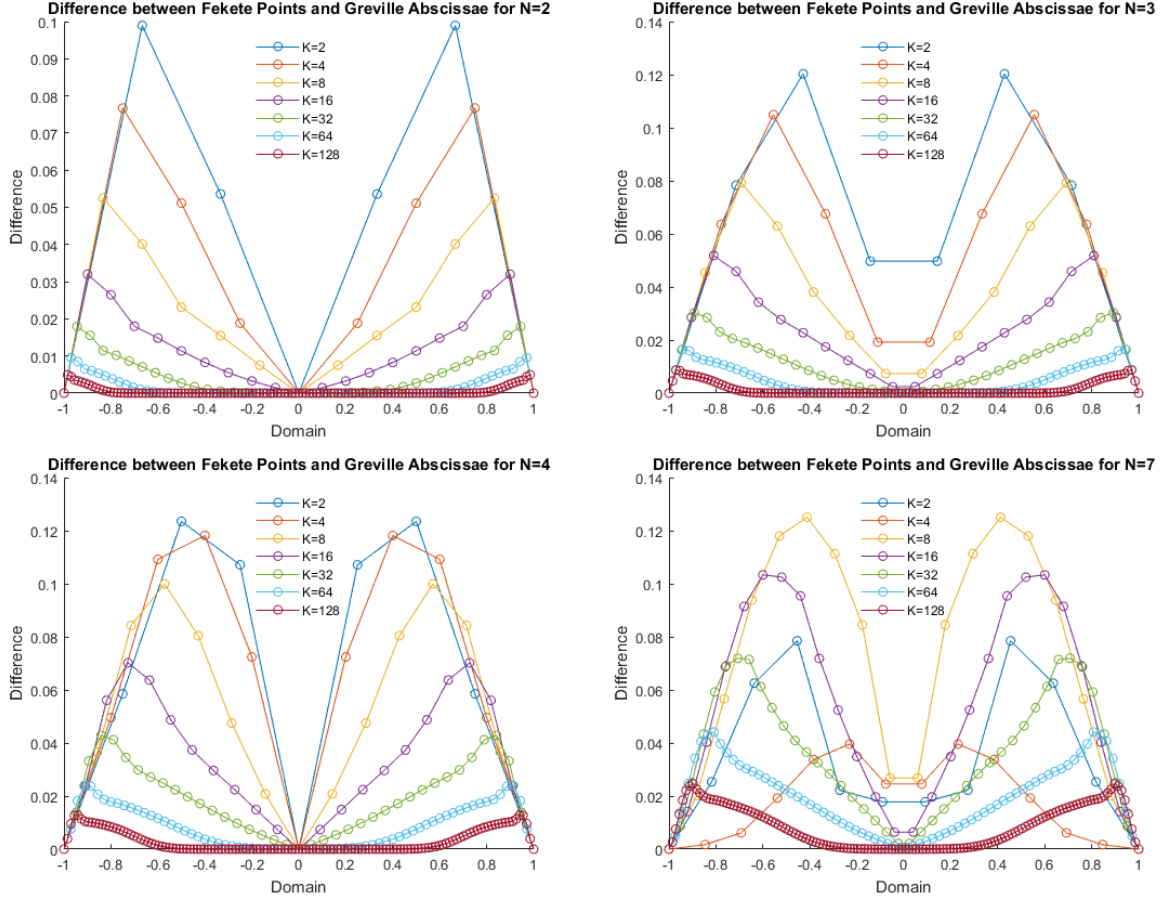 Difference between Fekete Points and Greville Abscissae for N=2
0.1
0.09
0.08
0.07
0.06
0.05
0.04
0.03
0.02
0.01
0
Difference
K=2
K=4
K=8
K=16
K=32
K=64
K=128
-1 -0.8 -0.6 -0.4 -0.2 0 0.2 0.4 0.6 0.8 1
Domain
Difference between Fekete Points and Greville Abscissae for N=3
0.14
0.12
0.1
0.08
0.06
0.04
0.02
0
Difference
K=2
K=4
K=8
K=16
K=32
K=64
K=128
-1 -0.8 -0.6 -0.4 -0.2 0 0.2 0.4 0.6 0.8 1
Domain
Difference between Fekete Points and Greville Abscissae for N=4
0.14
0.12
0.1
0.08
0.06
0.04
0.02
0
Difference
K=2
K=4
K=8
K=16
K=32
K=64
K=128
-1 -0.8 -0.6 -0.4 -0.2 0 0.2 0.4 0.6 0.8 1
Domain
Difference between Fekete Points and Greville Abscissae for N=7
0.14
0.12
0.1
0.08
0.06
0.04
0.02
0
Difference
K=2
K=4
K=8
K=16
K=32
K=64
K=128
-1 -0.8 -0.6 -0.4 -0.2 0 0.2 0.4 0.6 0.8 1
Domain